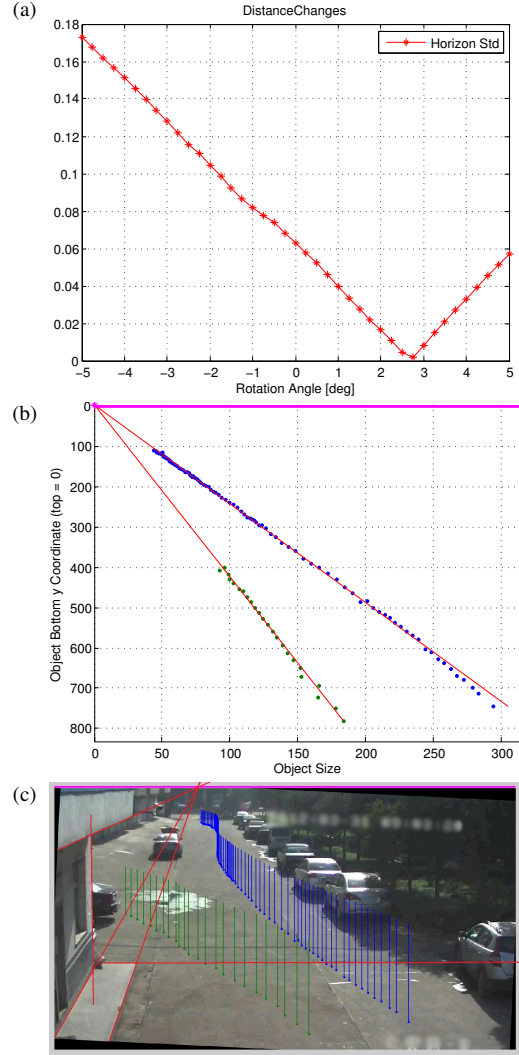 (a)
DistanceChanges
Horizon Std
0.18
0.16
0.14
0.12
0.1
0.08
0.06
0.04
0.02
0
−5 −4 −3 −2 −1 0 1 2 3 4 5
Rotation Angle [deg]
(b)
Object Bottom y Coordinate (top = 0)
0
100
200
300
400
500
600
700
800
0 50 100 150 200 250 300
Object Size
(c)